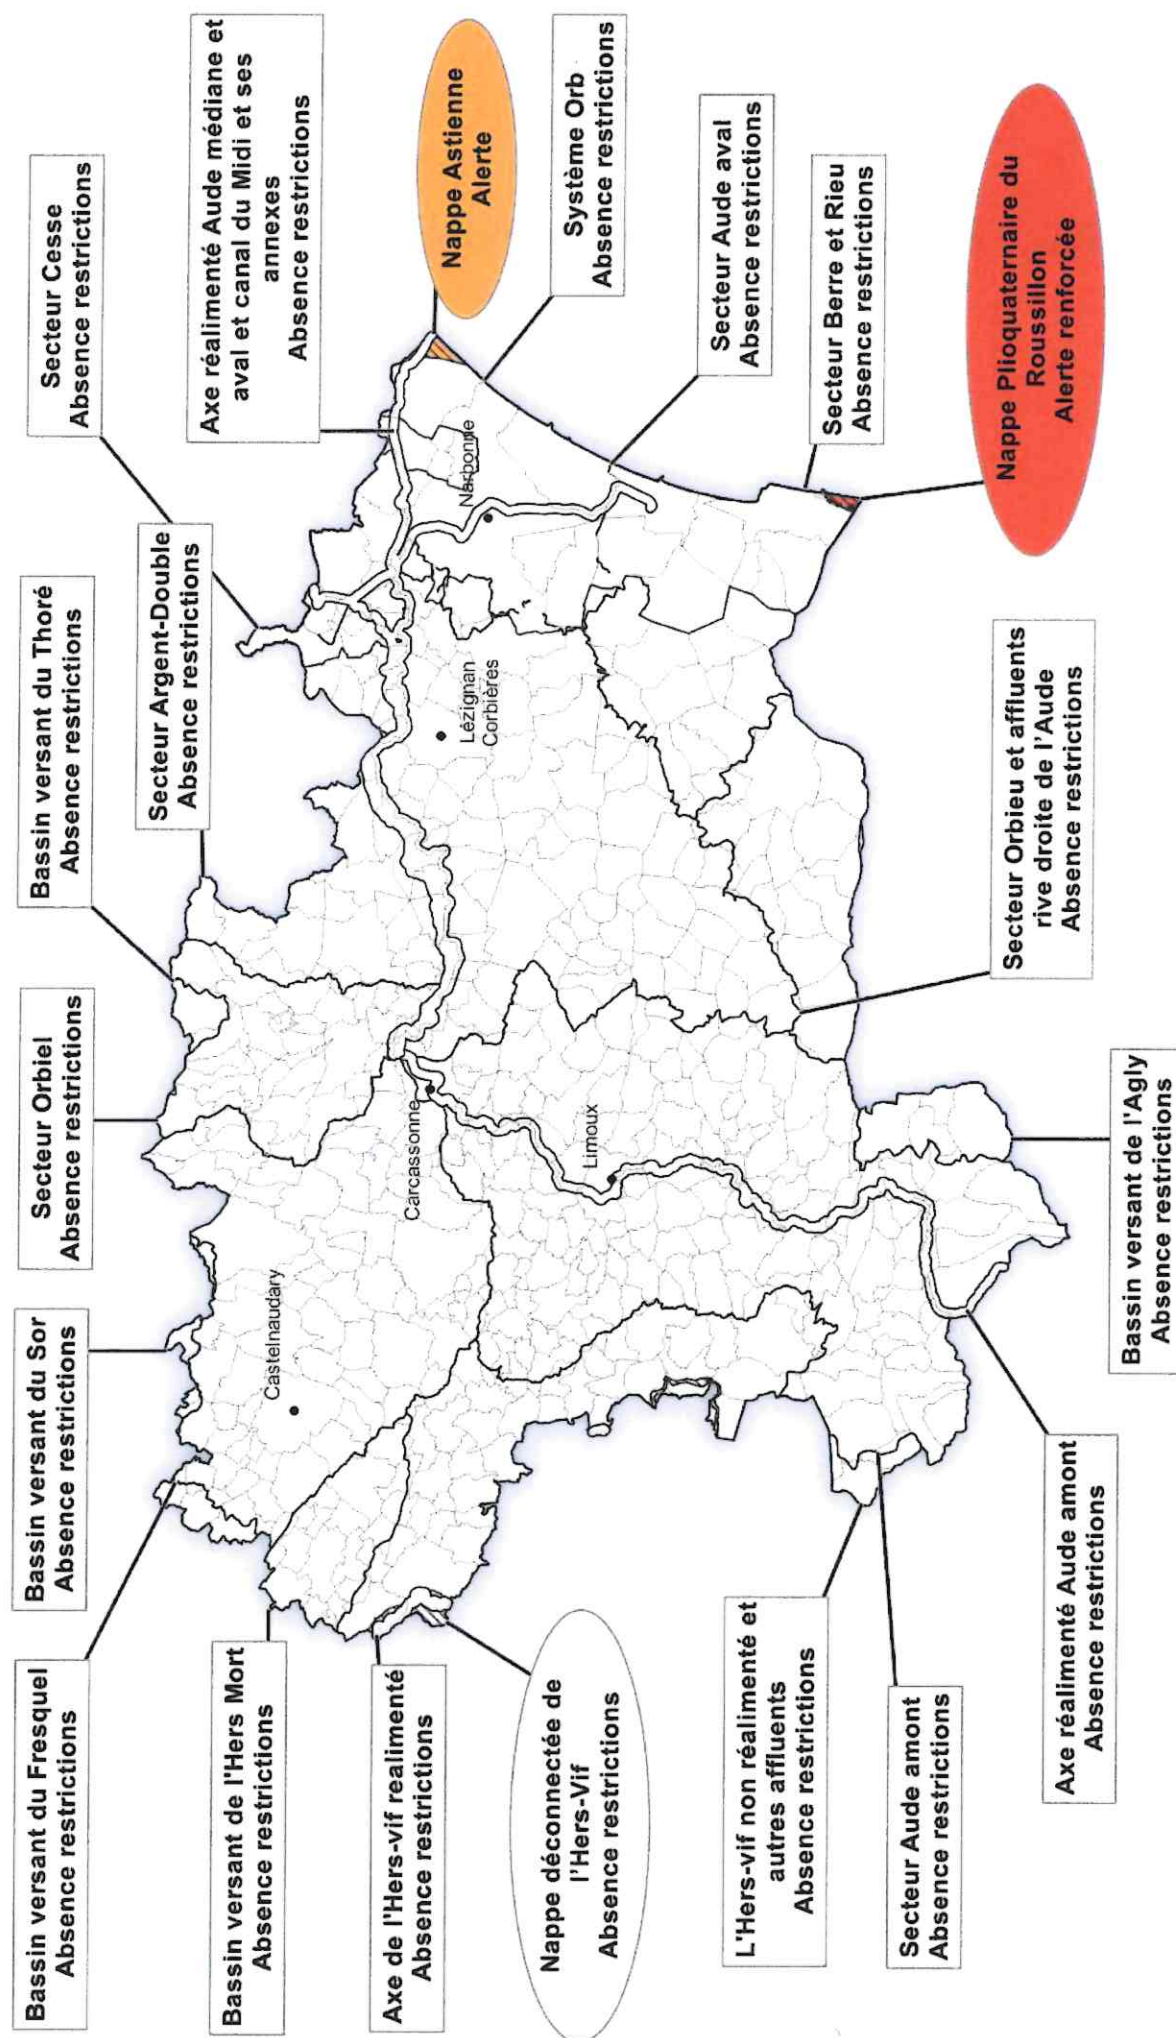 Bassin versant du Fresquel
Absence restrictions
Bassin versant du Sor
Absence restrictions
Secteur Orbiel
Absence restrictions
Bassin versant du Thoré
Absence restrictions
Secteur Argent-Double
Absence restrictions
Secteur Cesse
Absence restrictions
Axe réalimenté Aude médiane et
aval et canal du Midi et ses
annexes
Absence restrictions
Nappe Astienne
Alerte
Système Orb
Absence restrictions
Secteur Aude aval
Absence restrictions
Secteur Berre et Rieu
Absence restrictions
Nappe Plioquaternaire du
Roussillon
Alerte renforcée
Secteur Orbieu et affluents
rive droite de l'Aude
Absence restrictions
Bassin versant de l'Agly
Absence restrictions
Axe réalimenté Aude amont
Absence restrictions
Secteur Aude amont
Absence restrictions
L'Hers-vif non réalimenté et
autres affluents
Absence restrictions
Nappe déconnectée de
l'Hers-Vif
Absence restrictions
Axe de l'Hers-vif realimenté
Absence restrictions
Bassin versant de l'Hers Mort
Absence restrictions
Castelnaudary
Carcassonne
Limoux
Lézignan
Corbières
Narbonne